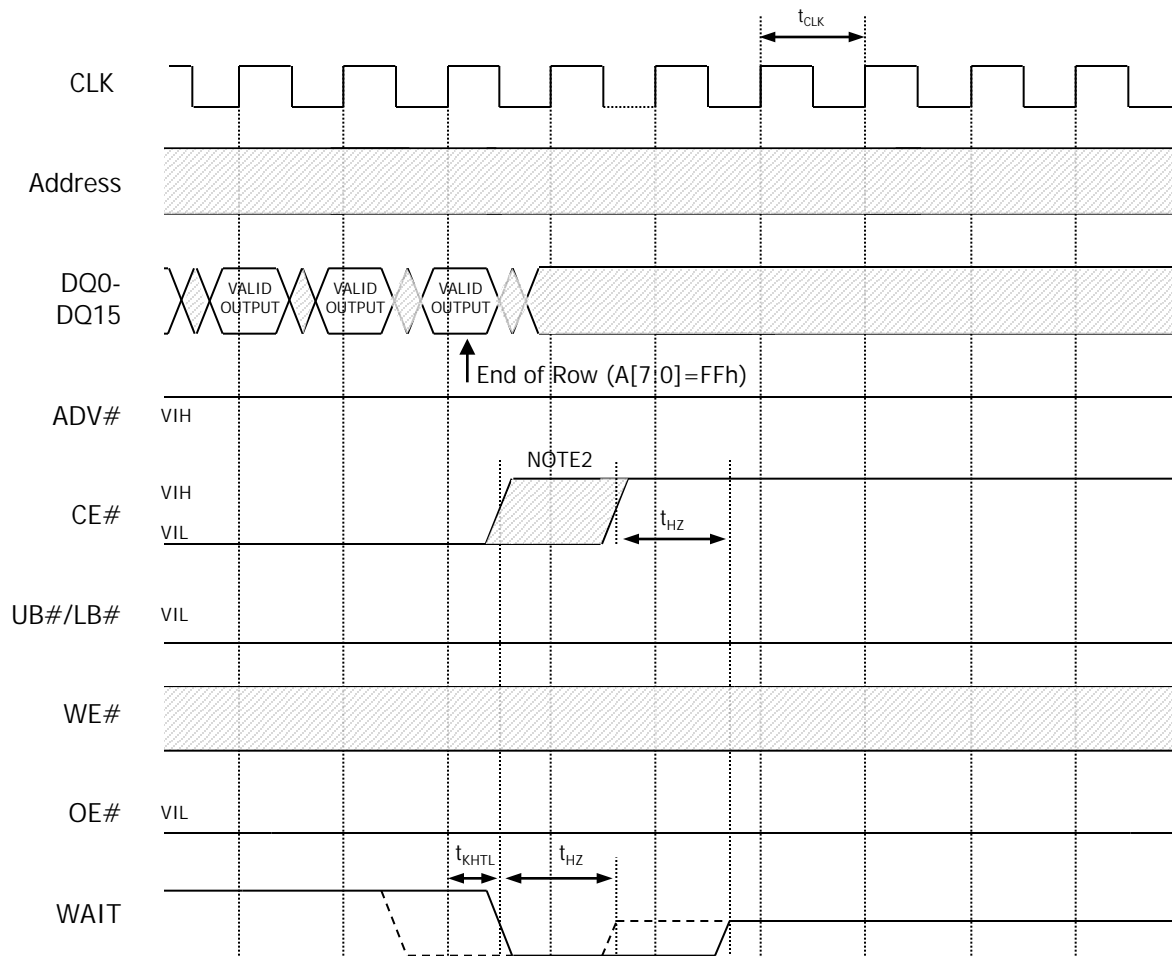 tCLK
CLK
Address
DQ0-
DQ15
VALID
OUTPUT
VALID
OUTPUT
VALID
OUTPUT
End of Row (A[7:0]=FFh)
ADV#
VIH
NOTE2
CE#
VIH
VIL
tHZ
UB#/LB#
VIL
WE#
OE#
VIL
tKHTL
tHZ
WAIT